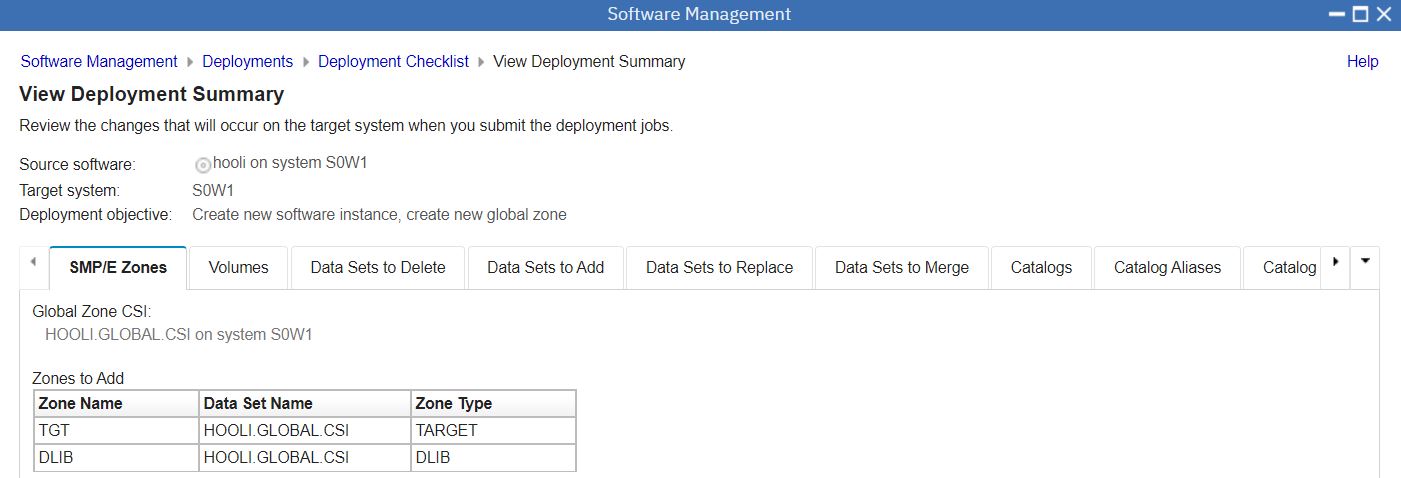 Software Management
Software Management Deployments Deployment Checklist View Deployment Summary Help
View Deployment Summary
Review the changes that will occur on the target system when you submit the deployment jobs.
Source software: hooli on system S0W1
Target system: S0W1
Deployment objective: Create new software instance, create new global zone
SMP/E Zones Volumes Data Sets to Delete Data Sets to Add Data Sets to Replace Data Sets to Merge Catalogs Catalog Aliases Catalog
Global Zone CSI:
HOOLI.GLOBAL.CSI on system S0W1
Zones to Add
Zone Name Data Set Name Zone Type
TGT HOOLI.GLOBAL.CSI TARGET
DLIB HOOLI.GLOBAL.CSI DLIB